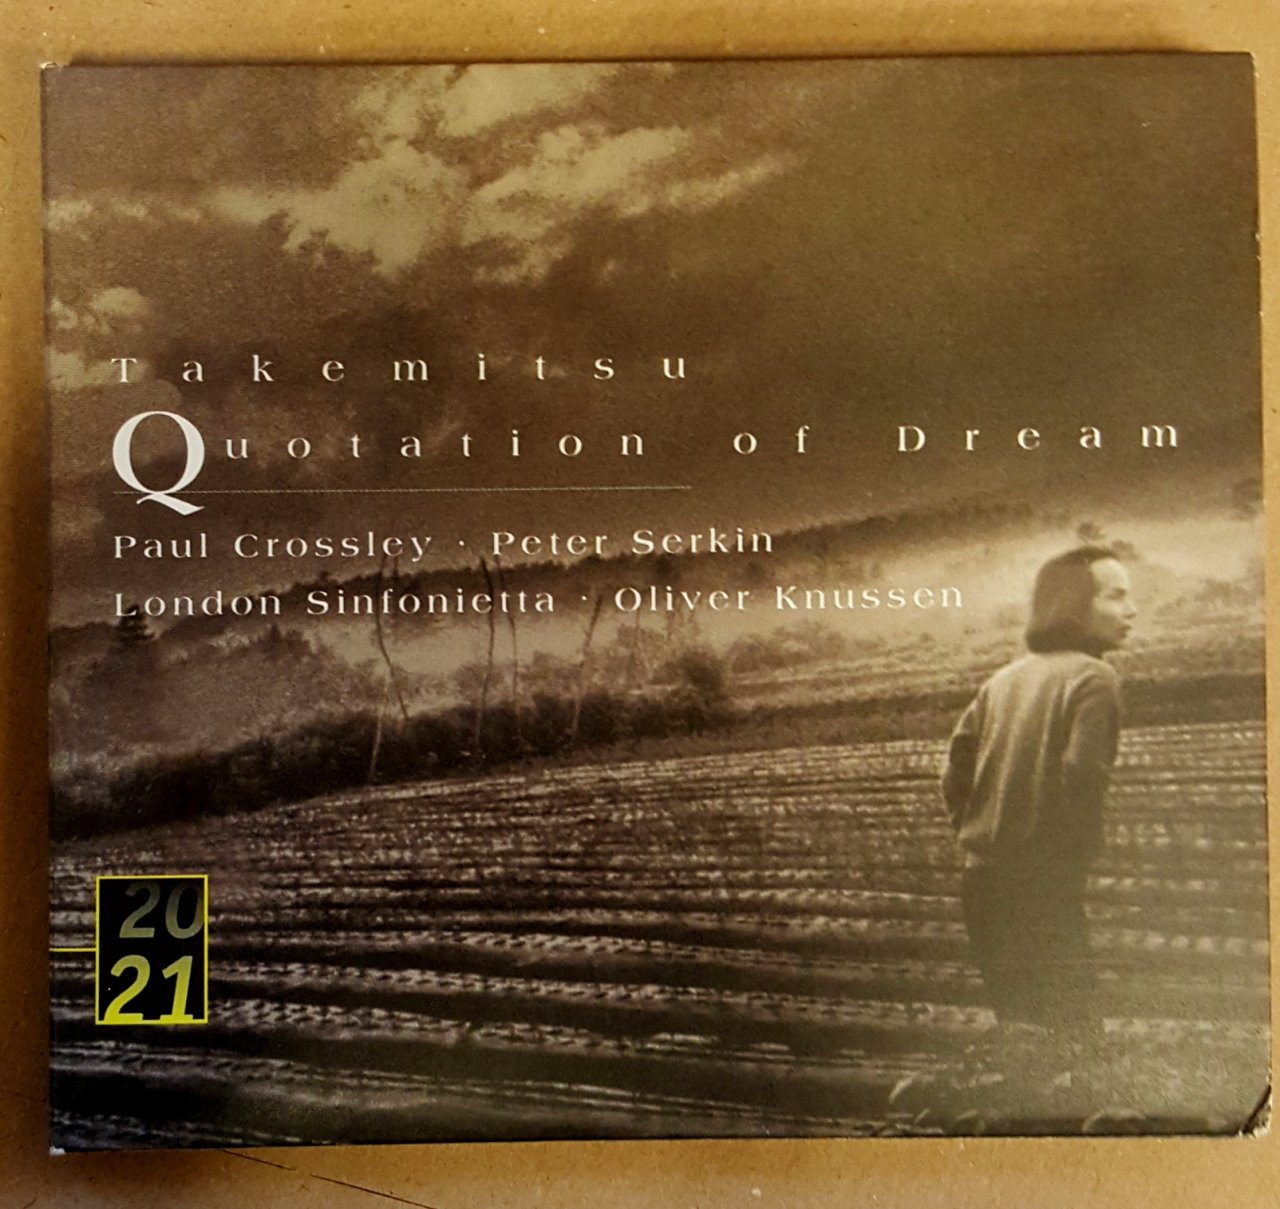 Takemitsu
Quotation of Dream
Paul Crossley · Peter Serkin
London Sinfonietta · Oliver Knussen
20
21